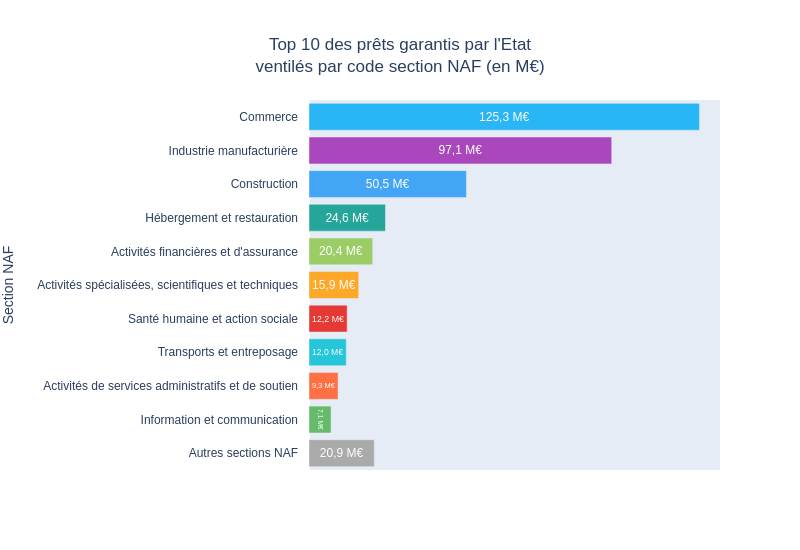 Top 10 des prêts garantis par l'Etat
ventilés par code section NAF (en M€)
Section NAF
Commerce 125,3 M€
Industrie manufacturière 97,1 M€
Construction 50,5 M€
Hébergement et restauration 24,6 M€
Activités financières et d'assurance 20,4 M€
Activités spécialisées, scientifiques et techniques 15,9 M€
Santé humaine et action sociale 12,2 M€
Transports et entreposage 12,0 M€
Activités de services administratifs et de soutien 9,3 M€
Information et communication 7,1 M€
Autres sections NAF 20,9 M€